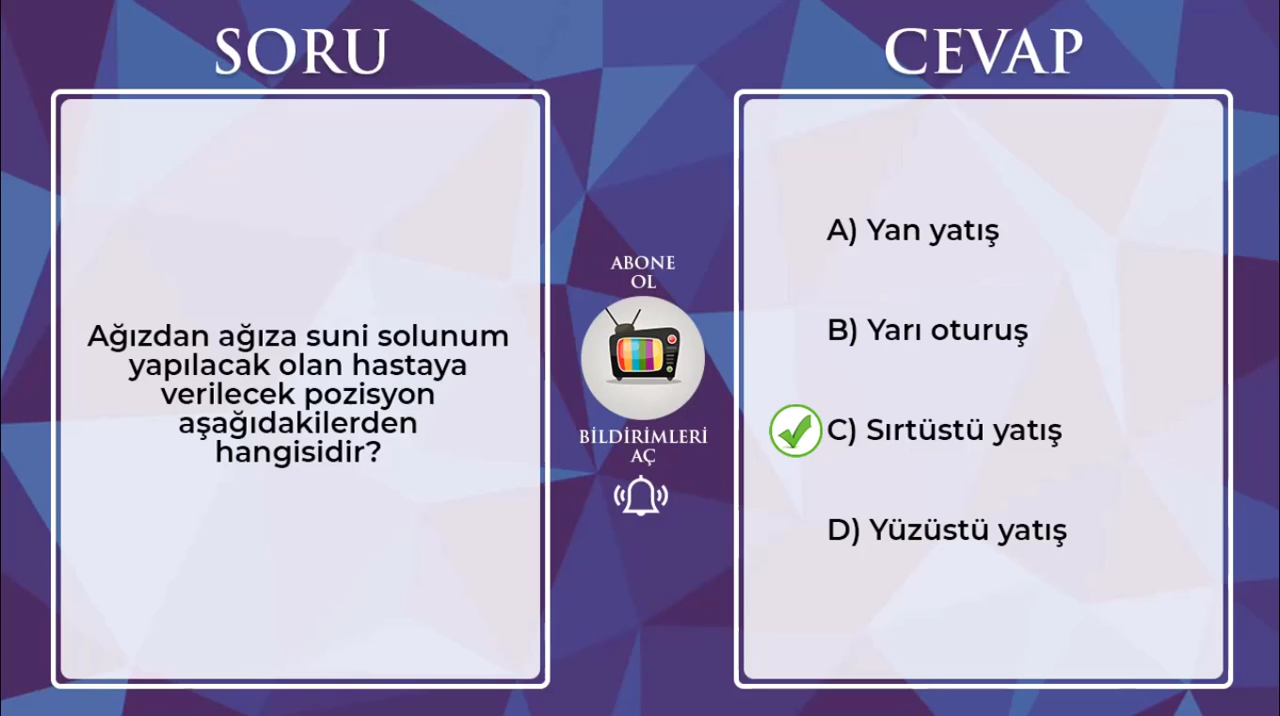 SORU
Ağızdan ağıza suni solunum
yapılacak olan hastaya
verilecek pozisyon
aşağıdakilerden
hangisidir?
ABONE
OL
BİLDİRİMLERİ
AÇ
CEVAP
A) Yan yatış
B) Yarı oturuş
C) Sırtüstü yatış
D) Yüzüstü yatış